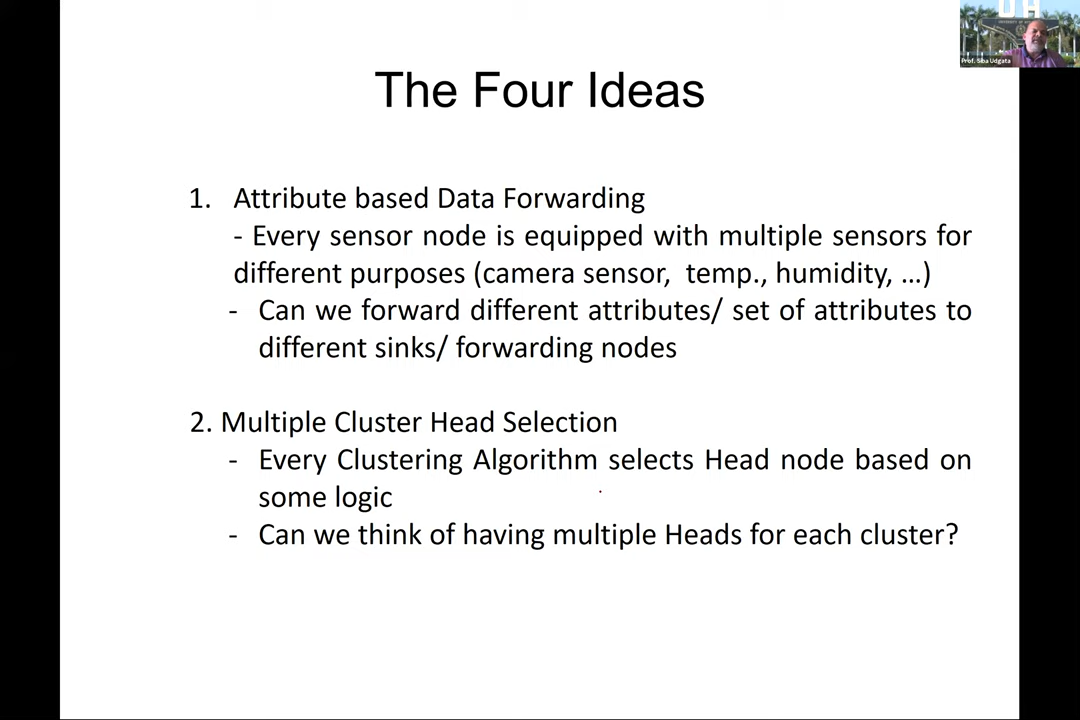 The Four Ideas
1. Attribute based Data Forwarding
- Every sensor node is equipped with multiple sensors for
different purposes (camera sensor, temp., humidity, ...)
- Can we forward different attributes/ set of attributes to
different sinks/ forwarding nodes
2. Multiple Cluster Head Selection
- Every Clustering Algorithm selects Head node based on
some logic
- Can we think of having multiple Heads for each cluster?
Prof. Siba Udgata